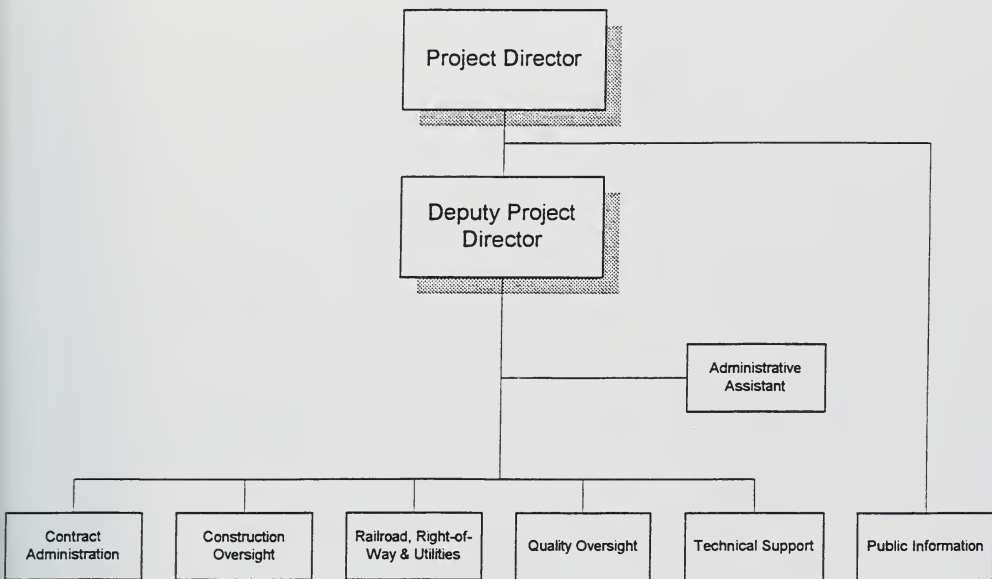 Project Director
Deputy Project
Director
Administrative
Assistant
Contract
Administration
Construction
Oversight
Railroad, Right-of-
Way & Utilities
Quality Oversight
Technical Support
Public Information